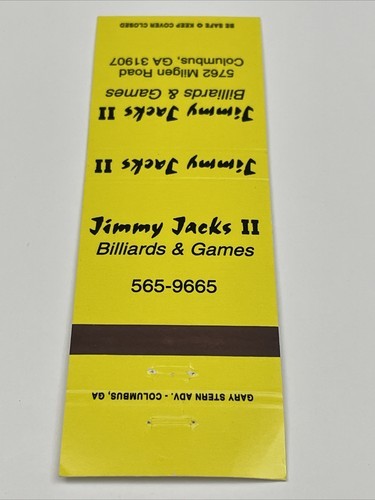 BE SAFE @ KEEP COVER CLOSED
Columbus, GA 31907
5762 Milgen Road
Billiards & Games
Jimmy Jacks II
Jimmy Jacks II
Jimmy Jacks II
Billiards & Games
565-9665
GARY STERN ADV. - COLUMBUS, GA